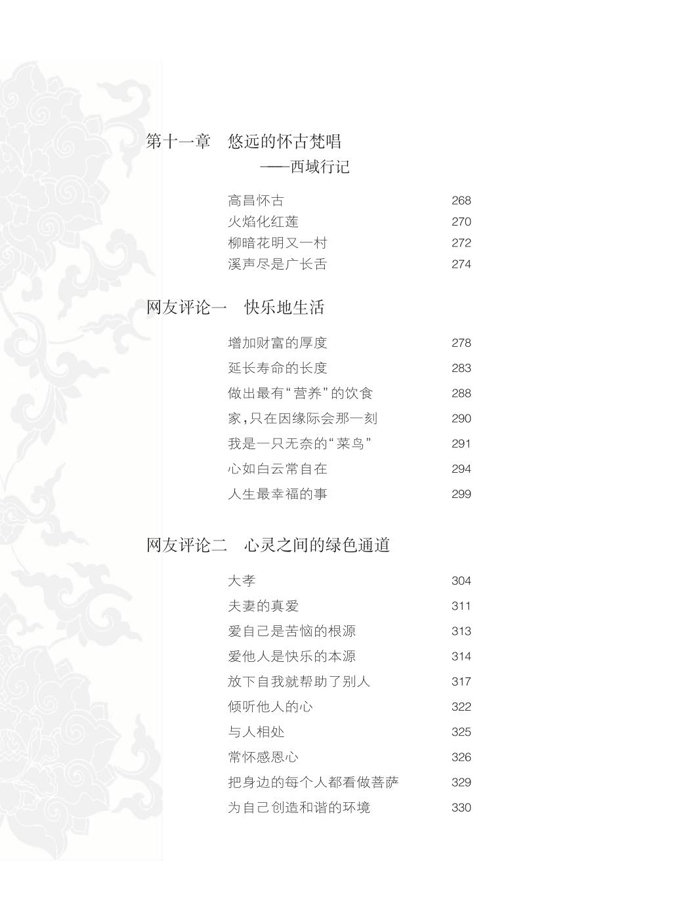 第十一章 悠远的怀古梵唱
——西域行记
高昌怀古 268
火焰化红莲 270
柳暗花明又一村 272
溪声尽是广长舌 274
网友评论一 快乐地生活
增加财富的厚度 278
延长寿命的长度 283
做出最有“营养”的饮食 288
家,只在因缘际会那一刻 290
我是一只无奈的“菜鸟” 291
心如白云常自在 294
人生最幸福的事 299
网友评论二 心灵之间的绿色通道
大孝 304
夫妻的真爱 311
爱自己是苦恼的根源 313
爱他人是快乐的本源 314
放下自我就帮助了别人 317
倾听他人的心 322
与人相处 325
常怀感恩心 326
把身边的每个人都看做菩萨 329
为自己创造和谐的环境 330